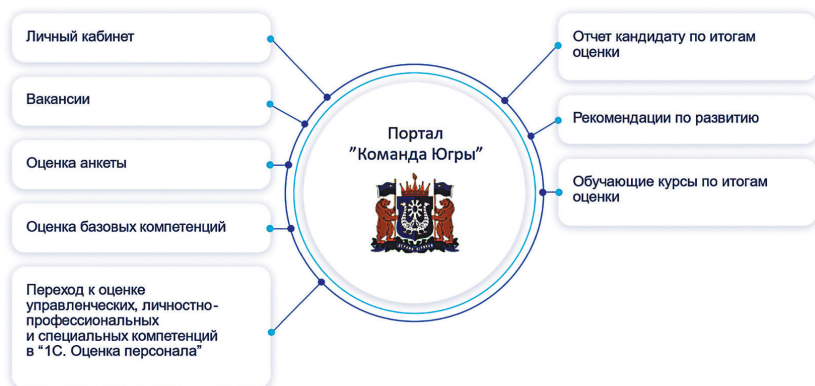 Личный кабинет
Вакансии
Оценка анкеты
Оценка базовых компетенций
Переход к оценке
управленческих, личностно-
профессиональных
и специальных компетенций
в “1С. Оценка персонала”
Портал
”Команда Югры”
Отчет кандидату по итогам
оценки
Рекомендации по развитию
Обучающие курсы по итогам
оценки